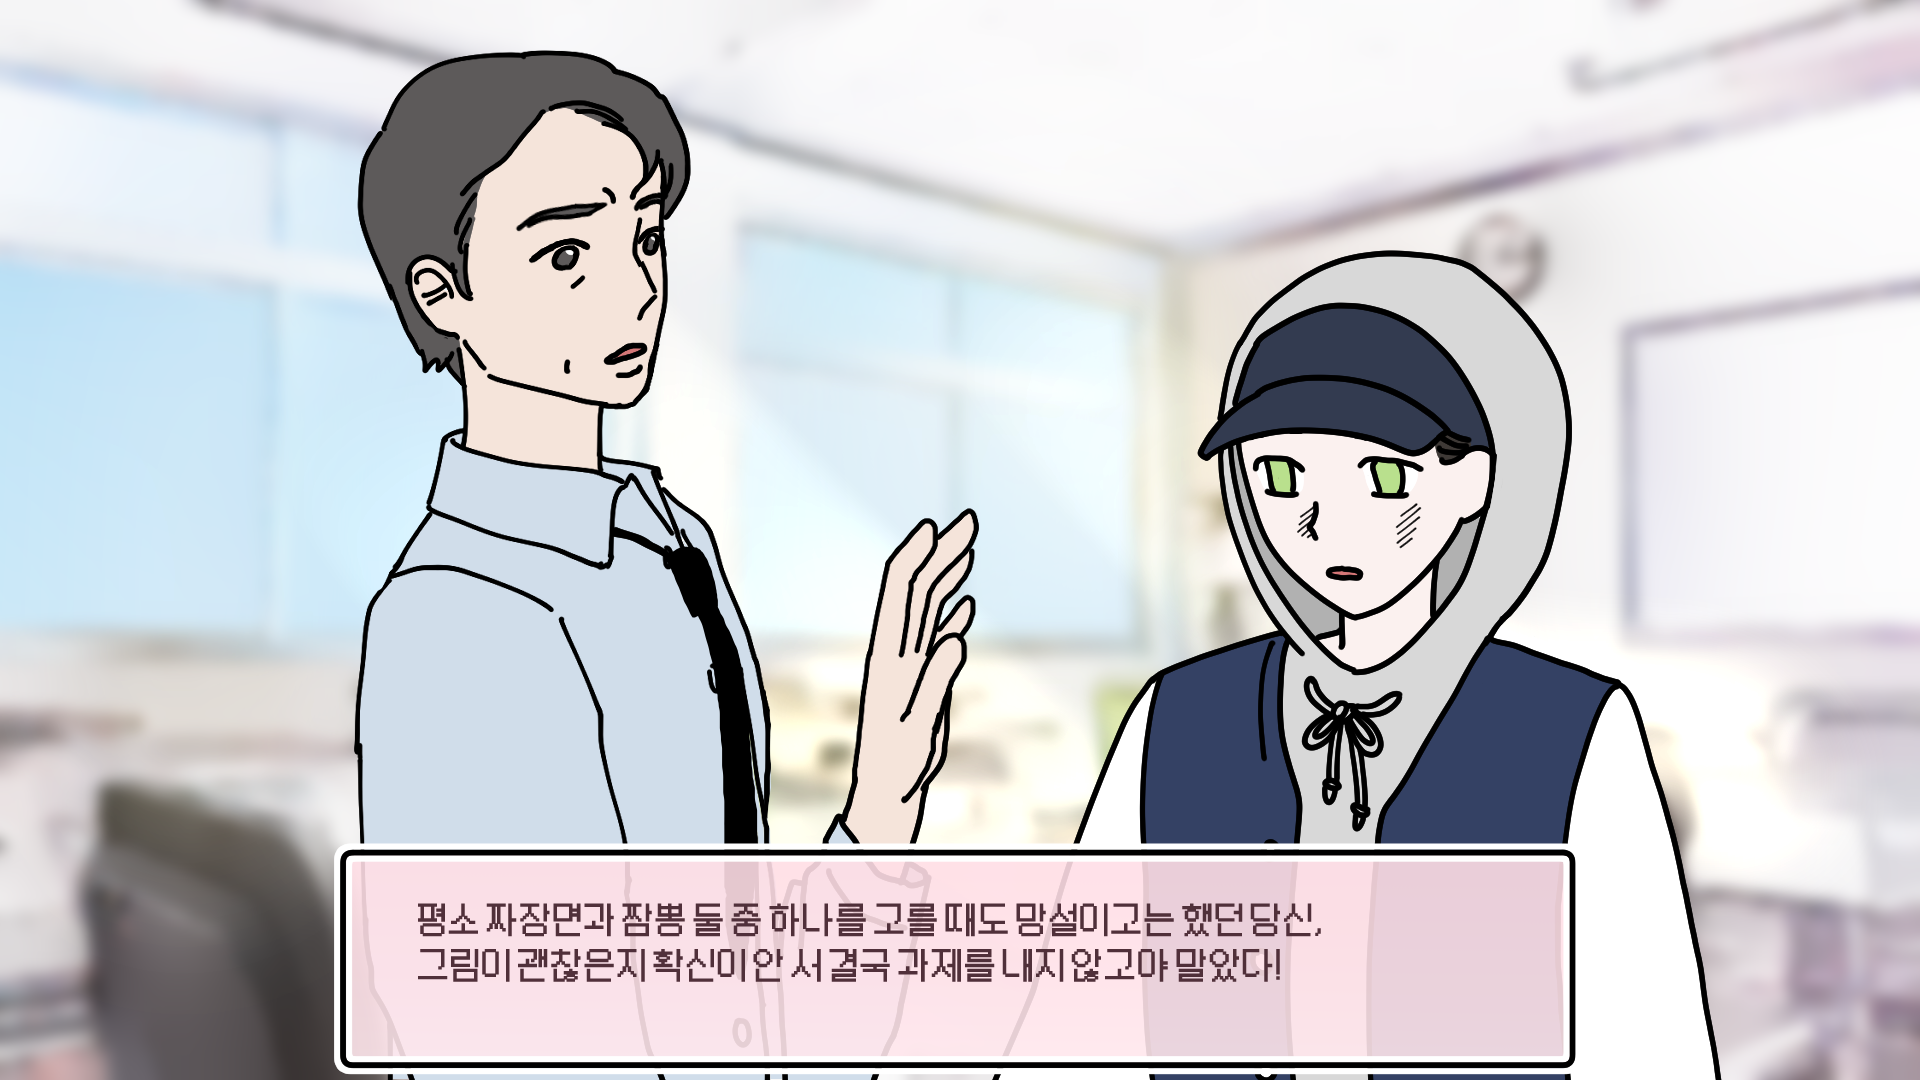 평소 짜장면과 짬뽕 둘 중 하나를 고를 때도 망설이고는 했던 당신,
그림이 괜찮은지 확신이 안 서 결국 과제를 내지 않고야 말았다!